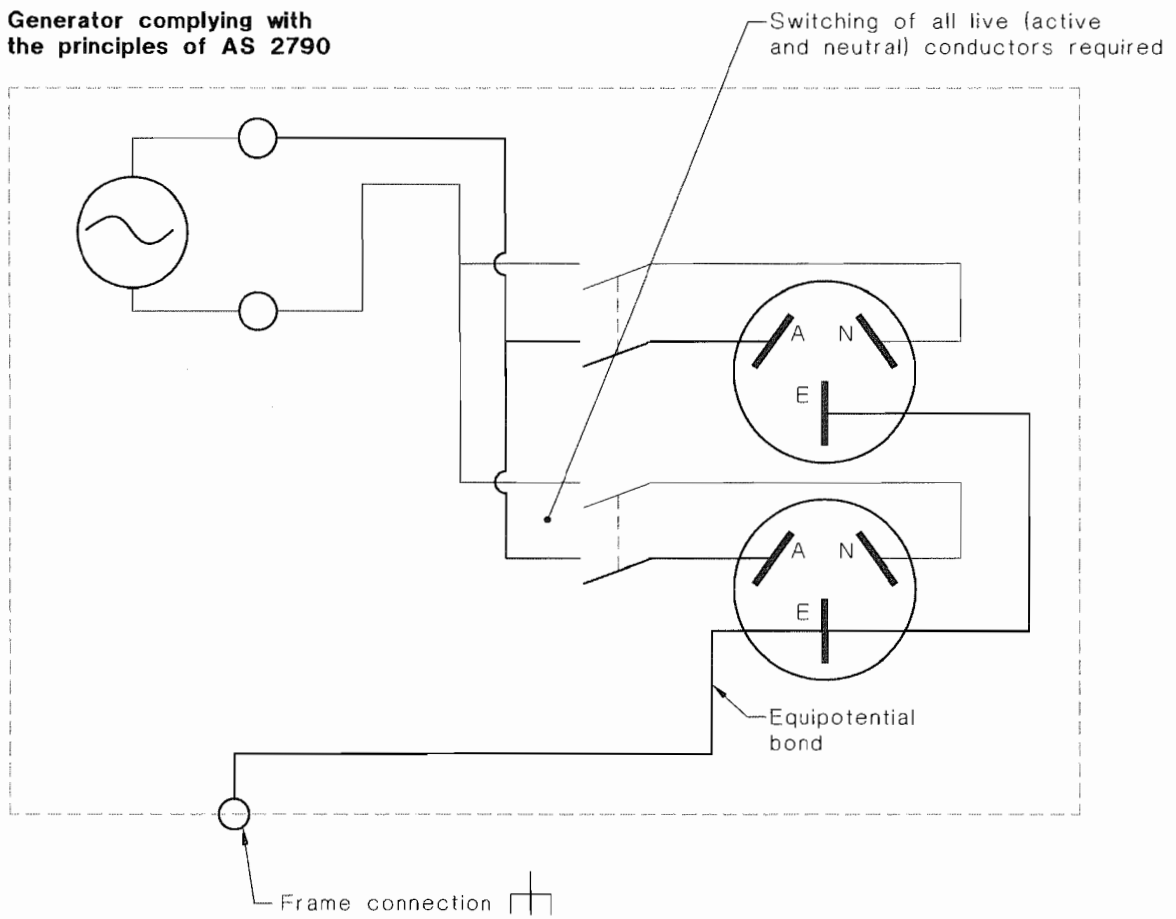 Generator complying with
the principles of AS 2790
Switching of all live (active
and neutral) conductors required
A N
E
A N
E
Equipotential
bond
Frame connection